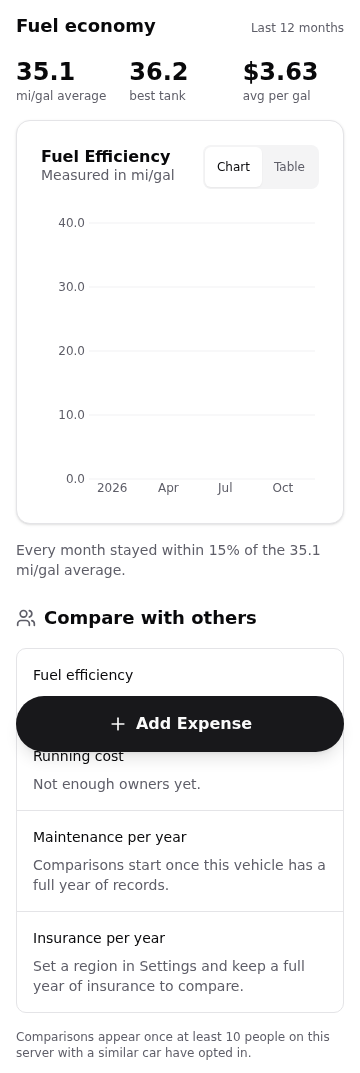 Fuel economy
Last 12 months
35.1
36.2
$3.63
mi/gal average
best tank
avg per gal
Fuel Efficiency
Measured in mi/gal
Chart
Table
40.0
30.0
20.0
10.0
0.0
2026
Apr
Jul
Oct
Every month stayed within 15% of the 35.1
mi/gal average.
Compare with others
Fuel efficiency
Add Expense
Running cost
Not enough owners yet.
Maintenance per year
Comparisons start once this vehicle has a
full year of records.
Insurance per year
Set a region in Settings and keep a full
year of insurance to compare.
Comparisons appear once at least 10 people on this
server with a similar car have opted in.